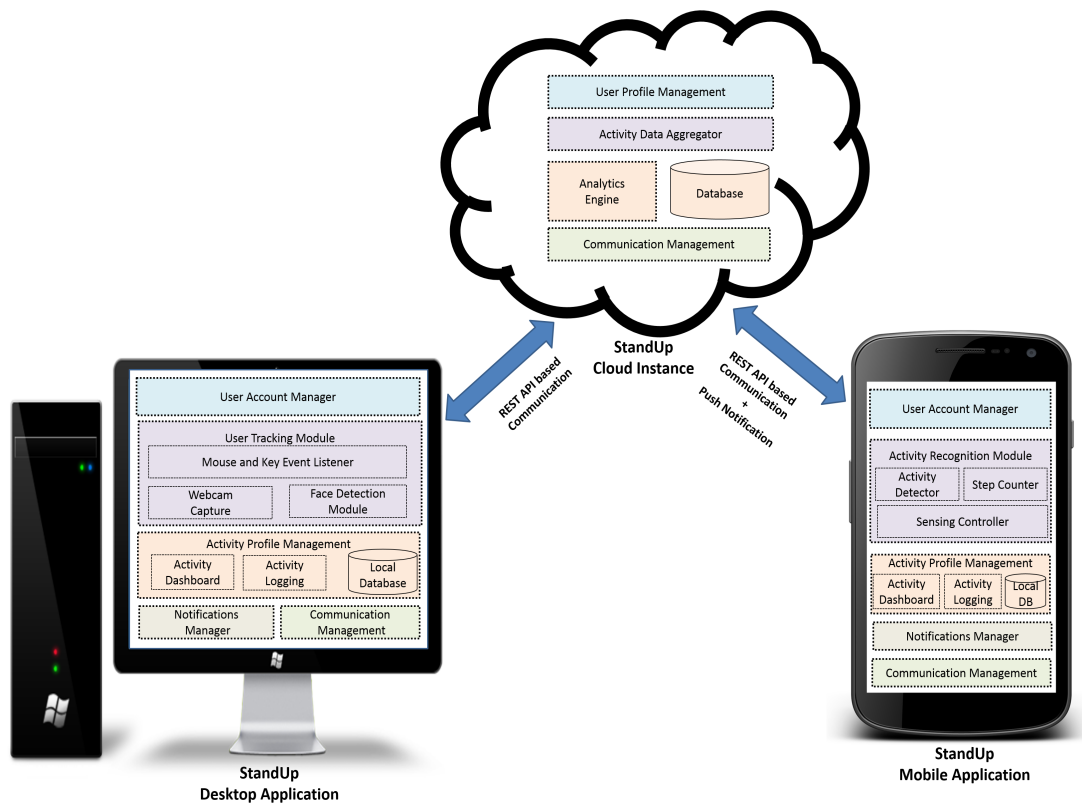 User Profile Management
Activity Data Aggregator
Analytics
Engine
Database
Communication Management
StandUp
Cloud Instance
REST API based
Communication
REST API based
Communication
+
Push Notification
User Account Manager
User Tracking Module
Mouse and Key Event Listener
Webcam
Capture
Face Detection
Module
Activity Profile Management
Activity
Dashboard
Activity
Logging
Local
Database
Notifications
Manager
Communication
Management
StandUp
Desktop Application
User Account Manager
Activity Recognition Module
Activity
Detector
Step Counter
Sensing Controller
Activity Profile Management
Activity
Dashboard
Activity
Logging
Local
DB
Notifications Manager
Communication Management
StandUp
Mobile Application